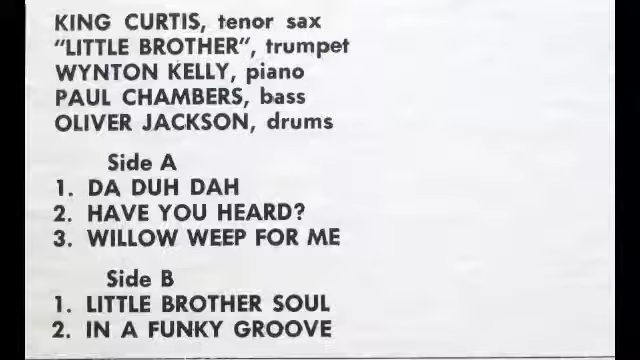 KING CURTIS, tenor sax
"LITTLE BROTHER", trumpet
WYNTON KELLY, piano
PAUL CHAMBERS, bass
OLIVER JACKSON, drums
Side A
1. DA DUH DAH
2. HAVE YOU HEARD?
3. WILLOW WEEP FOR ME
Side B
1. LITTLE BROTHER SOUL
2. IN A FUNKY GROOVE